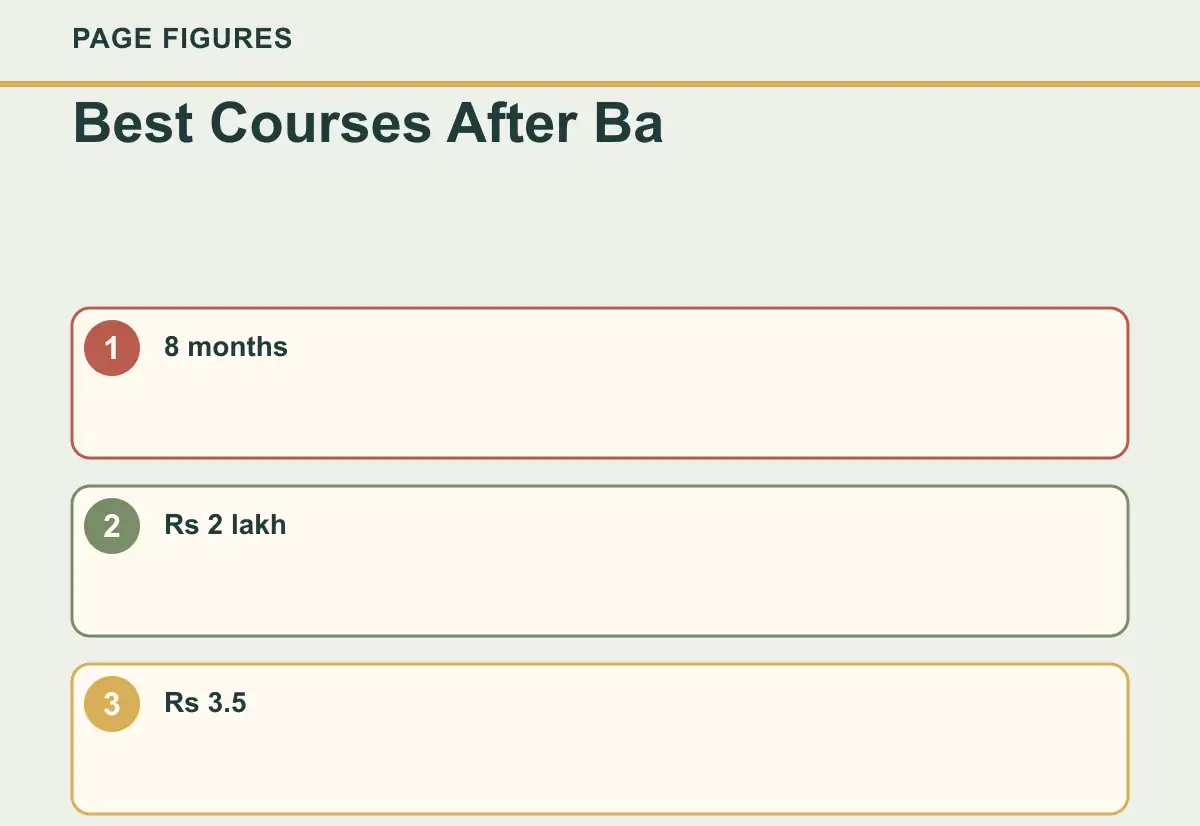 PAGE FIGURES
Best Courses After Ba
1 8 months
2 Rs 2 lakh
3 Rs 3.5